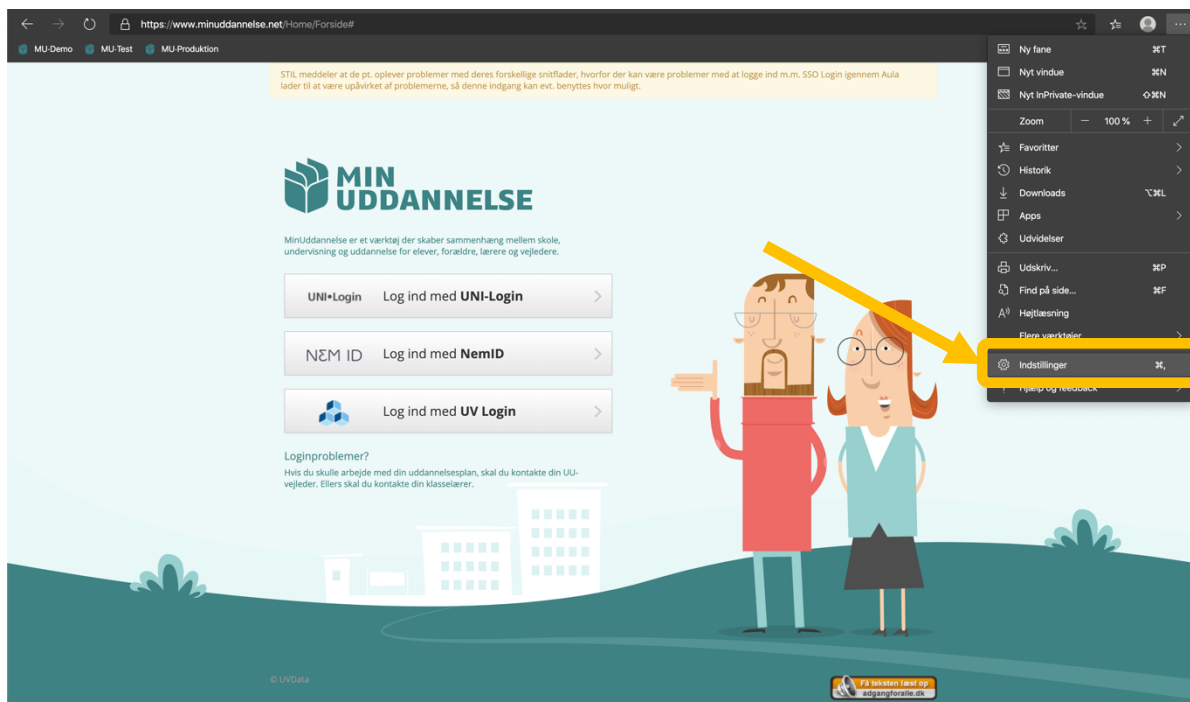 https://www.minuddannelse.net/Home/Forside#
MU-Demo MU-Test MU-Produktion
STIL meddeler at de pt. oplever problemer med deres forskellige snitflader, hvorfor der kan være problemer med at logge ind m.m. SSO Login igennem Aula
lader til at være upåvirket af problemerne, så denne indgang kan evt. benyttes hvor muligt.
MIN
UDDANNELSE
MinUddannelse er et værktøj der skaber sammenhæng mellem skole,
undervisning og uddannelse for elever, forældre, lærere og vejledere.
UNI•Login Log ind med UNI-Login
NEM ID Log ind med NemID
Log ind med UV Login
Loginproblemer?
Hvis du skulle arbejde med din uddannelsesplan, skal du kontakte din UU-
vejleder. Ellers skal du kontakte din klasselærer.
© UVData
Få teksten læst op
adgangforalle.dk
Ny fane ⌘T
Nyt vindue ⌘N
Nyt InPrivate-vindue ⇧⌘N
Zoom — 100 % +
Favoritter
Historik
Downloads ⌥⌘L
Apps
Udvidelser
Udskriv... ⌘P
Find på side... ⌘F
Højtlæsning
Flere værktøjer
Indstillinger ⌘,
Hjælp og feedback